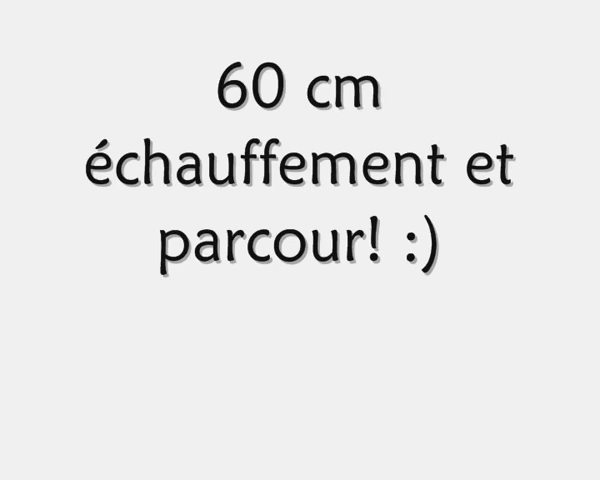 60 cm
échauffement et
parcour! :)